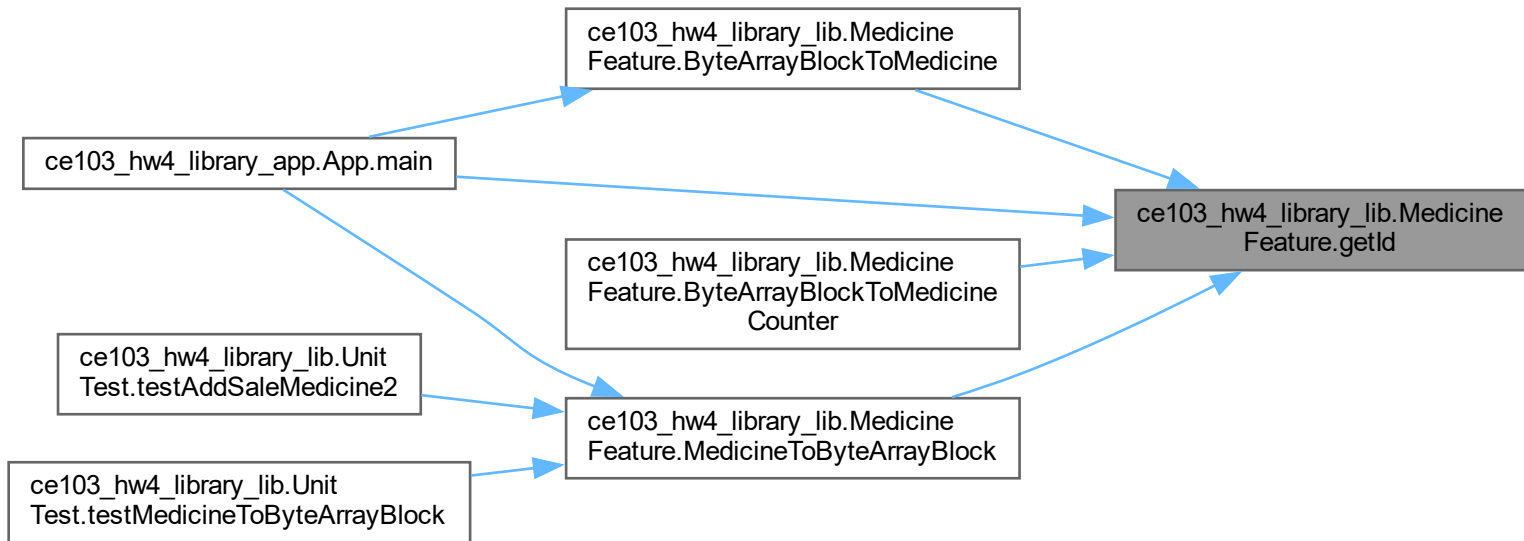 ce103_hw4_library_lib.Medicine
Feature.ByteArrayBlockToMedicine
ce103_hw4_library_app.App.main
ce103_hw4_library_lib.Medicine
Feature.getId
ce103_hw4_library_lib.Medicine
Feature.ByteArrayBlockToMedicine
Counter
ce103_hw4_library_lib.Unit
Test.testAddSaleMedicine2
ce103_hw4_library_lib.Medicine
Feature.MedicineToByteArrayBlock
ce103_hw4_library_lib.Unit
Test.testMedicineToByteArrayBlock